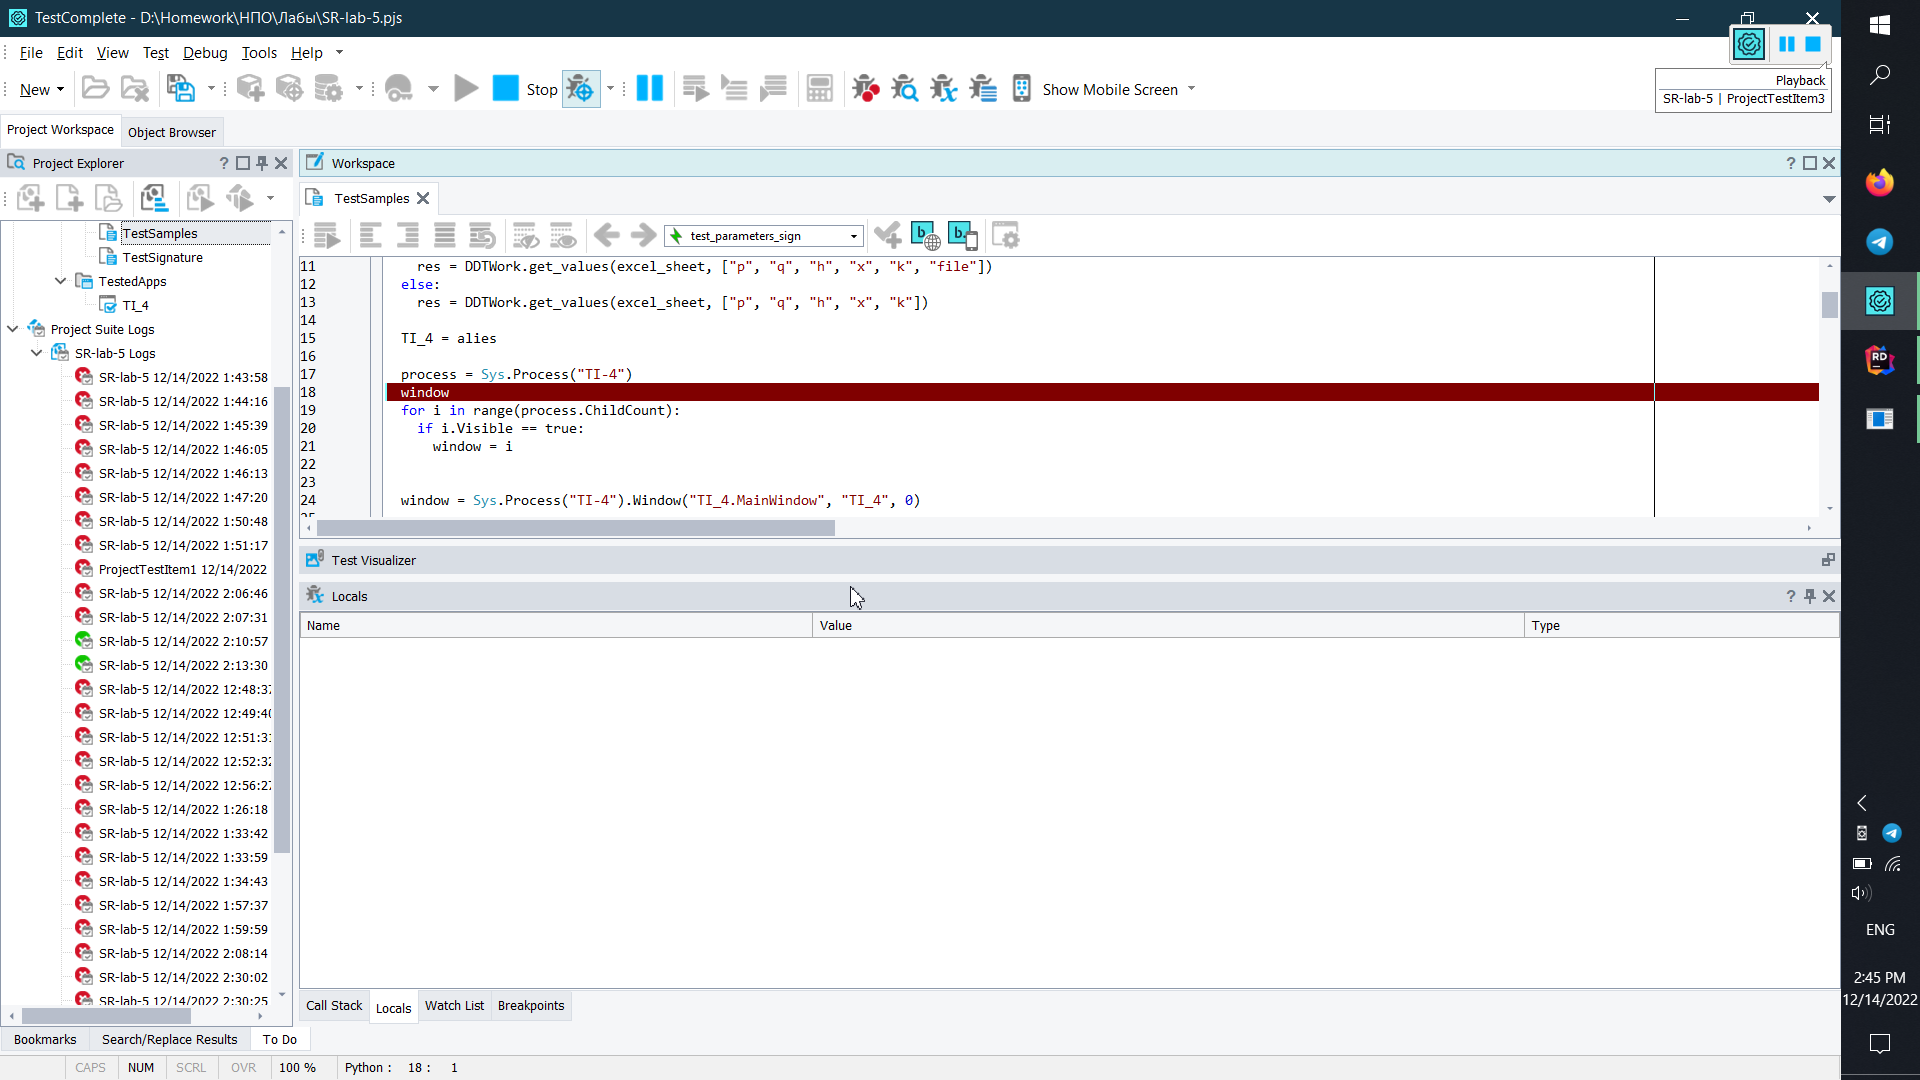 TestComplete - D:\Homework\НПО\Лабы\SR-lab-5.pjs
File Edit View Test Debug Tools Help
New Stop Show Mobile Screen
Playback
SR-lab-5 | ProjectTestItem3
Project Workspace Object Browser
Project Explorer
Workspace
TestSamples
test_parameters_sign
TestSamples
TestSignature
TestedApps
TI_4
Project Suite Logs
SR-lab-5 Logs
SR-lab-5 12/14/2022 1:43:58
SR-lab-5 12/14/2022 1:44:16
SR-lab-5 12/14/2022 1:45:39
SR-lab-5 12/14/2022 1:46:05
SR-lab-5 12/14/2022 1:46:13
SR-lab-5 12/14/2022 1:47:20
SR-lab-5 12/14/2022 1:50:48
SR-lab-5 12/14/2022 1:51:17
ProjectTestItem1 12/14/2022
SR-lab-5 12/14/2022 2:06:46
SR-lab-5 12/14/2022 2:07:31
SR-lab-5 12/14/2022 2:10:57
SR-lab-5 12/14/2022 2:13:30
SR-lab-5 12/14/2022 12:48:37
SR-lab-5 12/14/2022 12:49:40
SR-lab-5 12/14/2022 12:51:31
SR-lab-5 12/14/2022 12:52:32
SR-lab-5 12/14/2022 12:56:27
SR-lab-5 12/14/2022 1:26:18
SR-lab-5 12/14/2022 1:33:42
SR-lab-5 12/14/2022 1:33:59
SR-lab-5 12/14/2022 1:34:43
SR-lab-5 12/14/2022 1:57:37
SR-lab-5 12/14/2022 1:59:59
SR-lab-5 12/14/2022 2:08:14
SR-lab-5 12/14/2022 2:30:02
SR-lab-5 12/14/2022 2:30:25
11 res = DDTWork.get_values(excel_sheet, ["p", "q", "h", "x", "k", "file"])
12 else:
13 res = DDTWork.get_values(excel_sheet, ["p", "q", "h", "x", "k"])
14
15 TI_4 = alies
16
17 process = Sys.Process("TI-4")
18 window
19 for i in range(process.ChildCount):
20 if i.Visible == true:
21 window = i
22
23
24 window = Sys.Process("TI-4").Window("TI_4.MainWindow", "TI_4", 0)
25
Test Visualizer
Locals
Name Value Type
Call Stack Locals Watch List Breakpoints
Bookmarks Search/Replace Results To Do
CAPS NUM SCRL OVR 100 % Python : 18 : 1
ENG
2:45 PM
12/14/2022